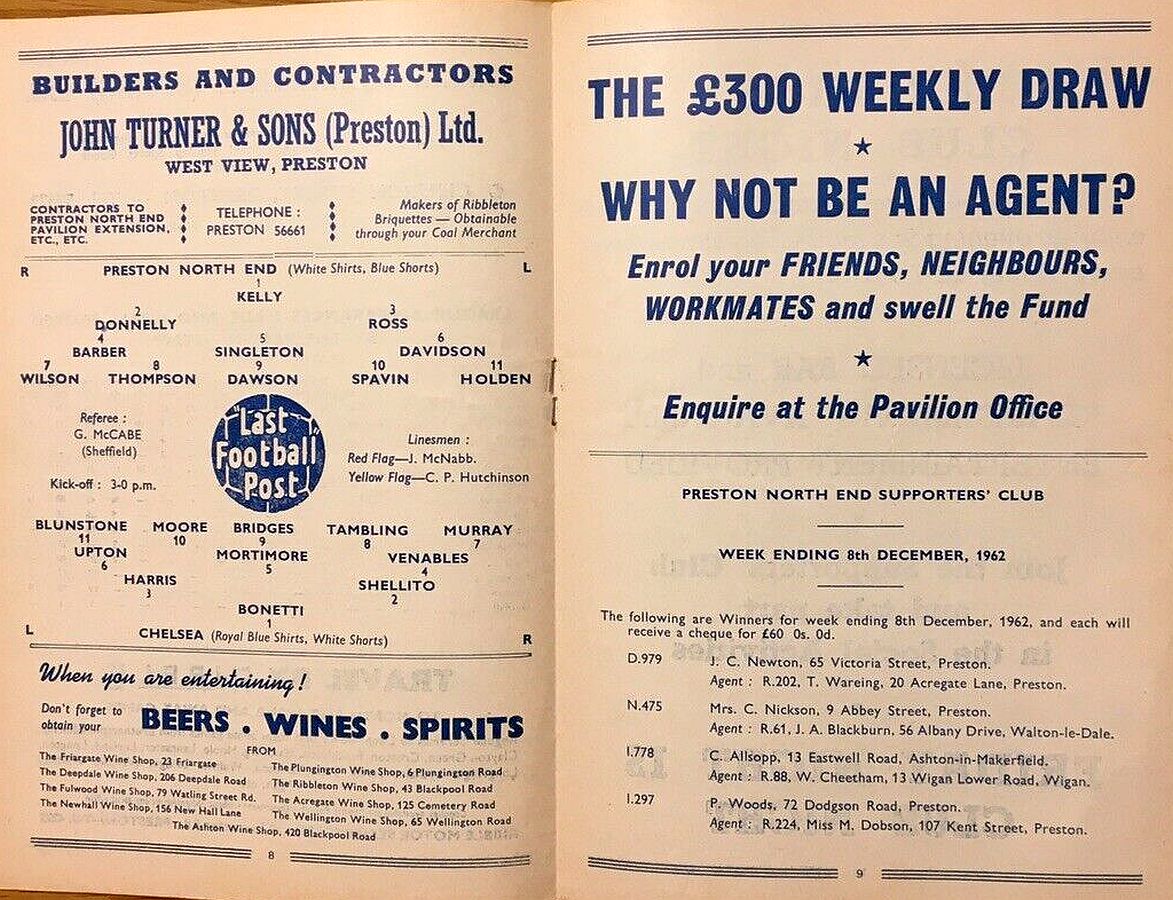 BUILDERS AND CONTRACTORS
JOHN TURNER & SONS (Preston) Ltd.
WEST VIEW, PRESTON
CONTRACTORS TO
PRESTON NORTH END
PAVILION EXTENSION,
ETC., ETC.
TELEPHONE :
PRESTON 56661
Makers of Ribbleton
Briquettes — Obtainable
through your Coal Merchant
R PRESTON NORTH END (White Shirts, Blue Shorts) L
1
KELLY
2 3
DONNELLY ROSS
4 5 6
BARBER SINGLETON DAVIDSON
7 8 9 10 11
WILSON THOMPSON DAWSON SPAVIN HOLDEN
Referee :
G. McCABE
(Sheffield)
Kick-off : 3-0 p.m.
"Last
Football
Post"
Linesmen :
Red Flag—J. McNabb.
Yellow Flag—C. P. Hutchinson
BLUNSTONE MOORE BRIDGES TAMBLING MURRAY
11 10 9 8 7
UPTON MORTIMORE VENABLES
6 5 4
HARRIS SHELLITO
3 2
BONETTI
1
L CHELSEA (Royal Blue Shirts, White Shorts) R
When you are entertaining!
Don't forget to
obtain your
BEERS . WINES . SPIRITS
FROM
The Friargate Wine Shop, 23 Friargate
The Deepdale Wine Shop, 206 Deepdale Road
The Fulwood Wine Shop, 79 Watling Street Rd.
The Newhall Wine Shop, 156 New Hall Lane
The Plungington Wine Shop, 6 Plungington Road
The Ribbleton Wine Shop, 43 Blackpool Road
The Acregate Wine Shop, 125 Cemetery Road
The Wellington Wine Shop, 65 Wellington Road
The Ashton Wine Shop, 420 Blackpool Road
8
THE £300 WEEKLY DRAW
WHY NOT BE AN AGENT?
Enrol your FRIENDS, NEIGHBOURS,
WORKMATES and swell the Fund
Enquire at the Pavilion Office
PRESTON NORTH END SUPPORTERS' CLUB
WEEK ENDING 8th DECEMBER, 1962
The following are Winners for week ending 8th December, 1962, and each will
receive a cheque for £60 0s. 0d.
D.979 J. C. Newton, 65 Victoria Street, Preston.
Agent : R.202, T. Wareing, 20 Acregate Lane, Preston.
N.475 Mrs. C. Nickson, 9 Abbey Street, Preston.
Agent : R.61, J. A. Blackburn, 56 Albany Drive, Walton-le-Dale.
I.778 C. Allsopp, 13 Eastwell Road, Ashton-in-Makerfield.
Agent : R.88, W. Cheetham, 13 Wigan Lower Road, Wigan.
I.297 P. Woods, 72 Dodgson Road, Preston.
Agent : R.224, Miss M. Dobson, 107 Kent Street, Preston.
9